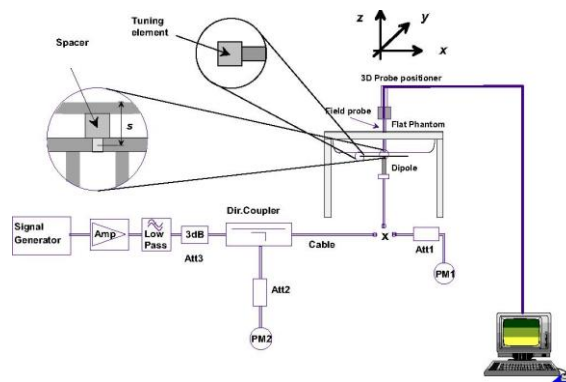 Tuning
element
Spacer
s
z
y
x
3D Probe positioner
Field probe
Flat Phantom
Dipole
Signal
Generator
Amp
Low
Pass
3dB
Att3
Dir.Coupler
Cable
x
Att1
PM1
Att2
PM2